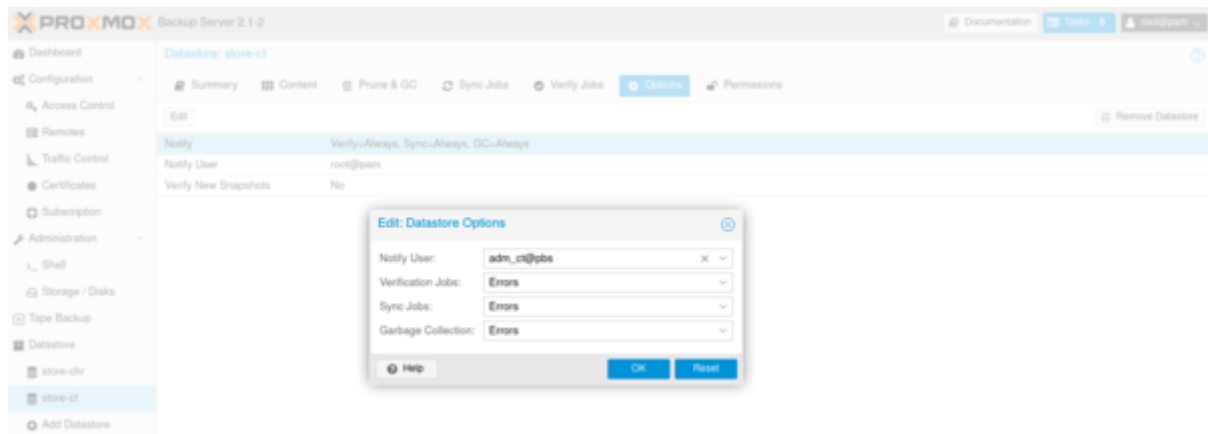 PROXMOX Backup Server 2.1-2 Documentation Tasks 0 root@pam
Dashboard
Configuration
Access Control
Remotes
Traffic Control
Certificates
Subscription
Administration
Shell
Storage / Disks
Tape Backup
Datastore
store-chr
store-ct
Add Datastore
Datastore: store-ct
Summary Content Prune & GC Sync Jobs Verify Jobs Options Permissions
Edit Remove Datastore
Notify Verify=Always, Sync=Always, GC=Always
Notify User root@pam
Verify New Snapshots No
Edit: Datastore Options
Notify User: adm_ct@pbs
Verification Jobs: Errors
Sync Jobs: Errors
Garbage Collection: Errors
Help OK Reset